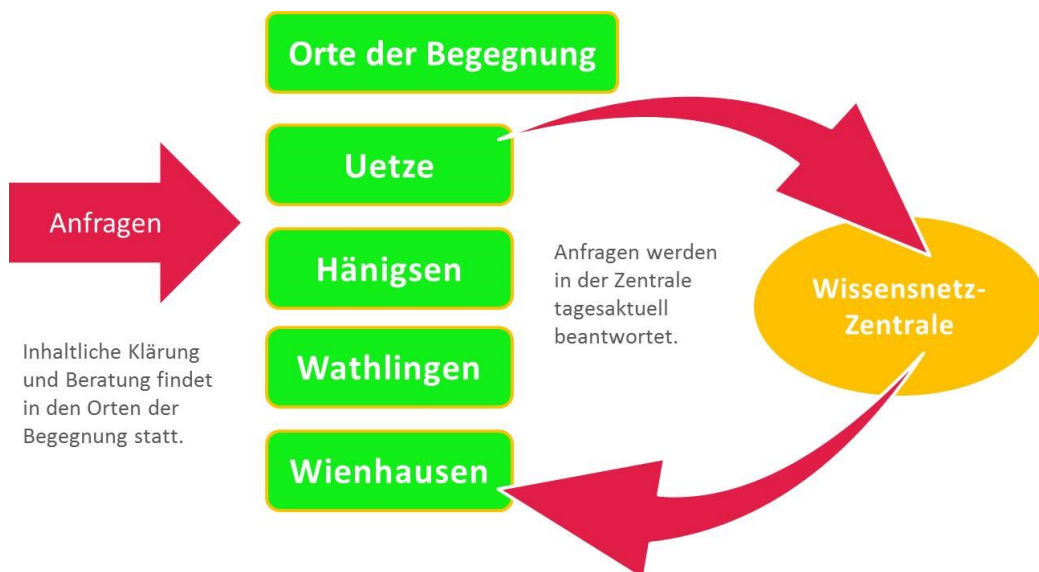 Orte der Begegnung
Anfragen
Uetze
Hänigsen
Wathlingen
Wienhausen
Inhaltliche Klärung
und Beratung findet
in den Orten der
Begegnung statt.
Anfragen werden
in der Zentrale
tagesaktuell
beantwortet.
Wissensnetz-
Zentrale